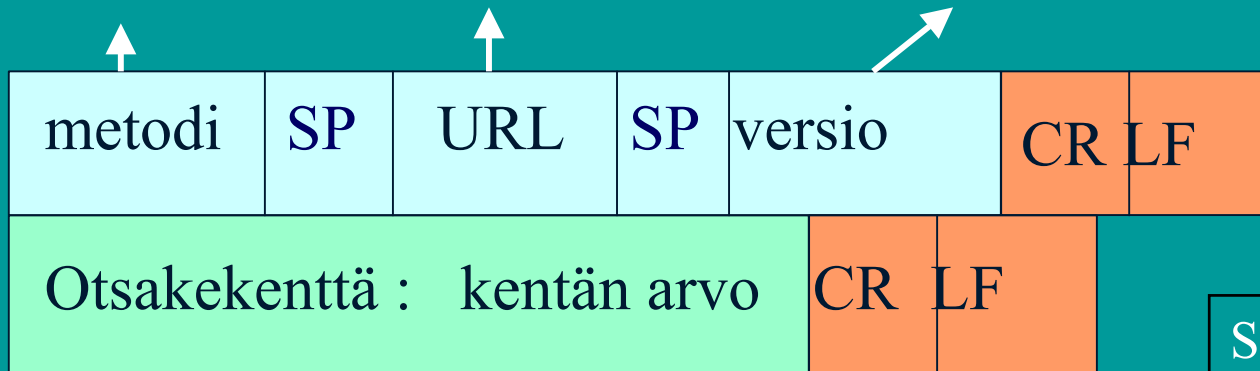 metodi SP URL SP versio CR LF
Otsakekenttä : kentän arvo CR LF
S